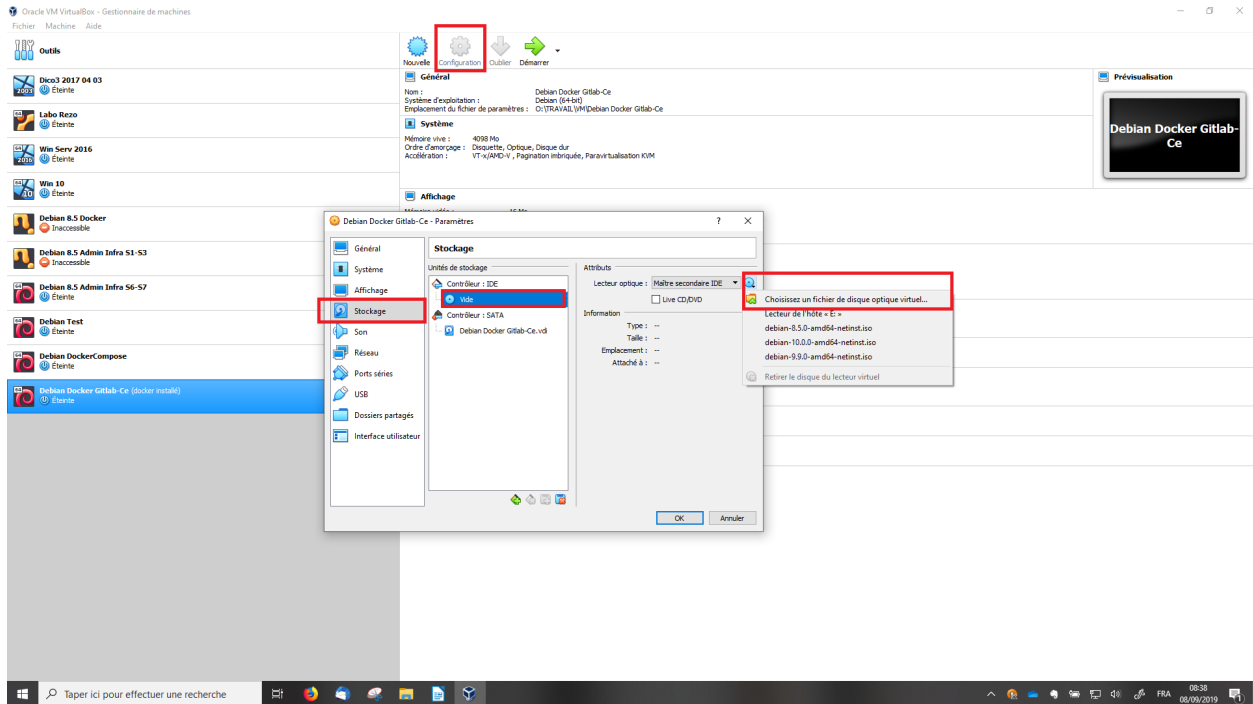 Oracle VM VirtualBox - Gestionnaire de machines
Fichier Machine Aide
Outils
Nouvelle Configuration Oublier Démarrer
Dico3 2017 04 03
Éteinte
Labo Rezo
Éteinte
Win Serv 2016
Éteinte
Win 10
Éteinte
Debian 8.5 Docker
Inaccessible
Debian 8.5 Admin Infra S1-S3
Inaccessible
Debian 8.5 Admin Infra S6-S7
Éteinte
Debian Test
Éteinte
Debian DockerCompose
Éteinte
Debian Docker Gitlab-Ce (docker installé)
Éteinte
Général
Nom : Debian Docker Gitlab-Ce
Système d'exploitation : Debian (64-bit)
Emplacement du fichier de paramètres : O:\TRAVAIL\VM\Debian Docker Gitlab-Ce
Système
Mémoire vive : 4098 Mo
Ordre d'amorçage : Disquette, Optique, Disque dur
Accélération : VT-x/AMD-V , Pagination imbriquée, Paravirtualisation KVM
Affichage
Prévisualisation
Debian Docker Gitlab-
Ce
Debian Docker Gitlab-Ce - Paramètres ? ×
Général
Système
Affichage
Stockage
Son
Réseau
Ports séries
USB
Dossiers partagés
Interface utilisateur
Stockage
Unités de stockage
Contrôleur : IDE
Vide
Contrôleur : SATA
Debian Docker Gitlab-Ce.vdi
Attributs
Lecteur optique : Maître secondaire IDE
Live CD/DVD
Information
Type : --
Taille : --
Emplacement : --
Attaché à : --
OK Annuler
Choisissez un fichier de disque optique virtuel...
Lecteur de l'hôte « E: »
debian-8.5.0-amd64-netinst.iso
debian-10.0.0-amd64-netinst.iso
debian-9.9.0-amd64-netinst.iso
Retirer le disque du lecteur virtuel
Taper ici pour effectuer une recherche
FRA
08:38
08/09/2019